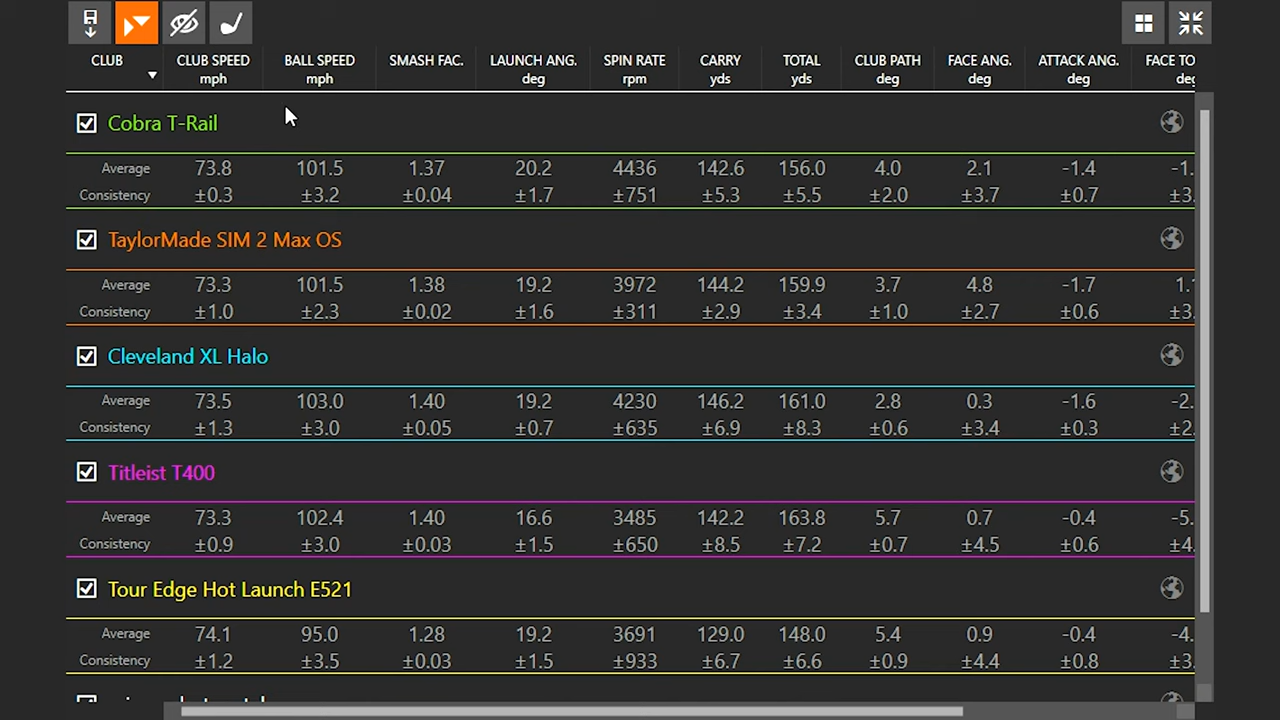 CLUB CLUB SPEED BALL SPEED SMASH FAC. LAUNCH ANG. SPIN RATE CARRY TOTAL CLUB PATH FACE ANG. ATTACK ANG. FACE TO
mph mph deg rpm yds yds deg deg deg
Cobra T-Rail
Average 73.8 101.5 1.37 20.2 4436 142.6 156.0 4.0 2.1 -1.4 -1.
Consistency ±0.3 ±3.2 ±0.04 ±1.7 ±751 ±5.3 ±5.5 ±2.0 ±3.7 ±0.7 ±3.
TaylorMade SIM 2 Max OS
Average 73.3 101.5 1.38 19.2 3972 144.2 159.9 3.7 4.8 -1.7 1.
Consistency ±1.0 ±2.3 ±0.02 ±1.6 ±311 ±2.9 ±3.4 ±1.0 ±2.7 ±0.6 ±3.
Cleveland XL Halo
Average 73.5 103.0 1.40 19.2 4230 146.2 161.0 2.8 0.3 -1.6 -2.
Consistency ±1.3 ±3.0 ±0.05 ±0.7 ±635 ±6.9 ±8.3 ±0.6 ±3.4 ±0.3 ±2.
Titleist T400
Average 73.3 102.4 1.40 16.6 3485 142.2 163.8 5.7 0.7 -0.4 -5.
Consistency ±0.9 ±3.0 ±0.03 ±1.5 ±650 ±8.5 ±7.2 ±0.7 ±4.5 ±0.6 ±4.
Tour Edge Hot Launch E521
Average 74.1 95.0 1.28 19.2 3691 129.0 148.0 5.4 0.9 -0.4 -4.
Consistency ±1.2 ±3.5 ±0.03 ±1.5 ±933 ±6.7 ±6.6 ±0.9 ±4.4 ±0.8 ±3.